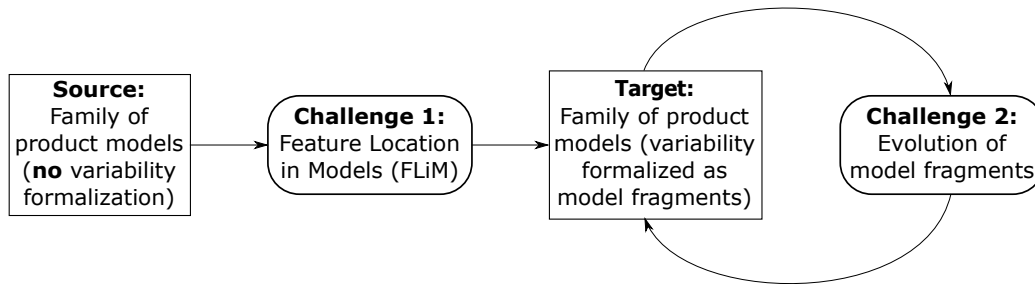 Source:
Family of
product models
(no variability
formalization)
Challenge 1:
Feature Location
in Models (FLiM)
Target:
Family of product
models (variability
formalized as
model fragments)
Challenge 2:
Evolution of
model fragments